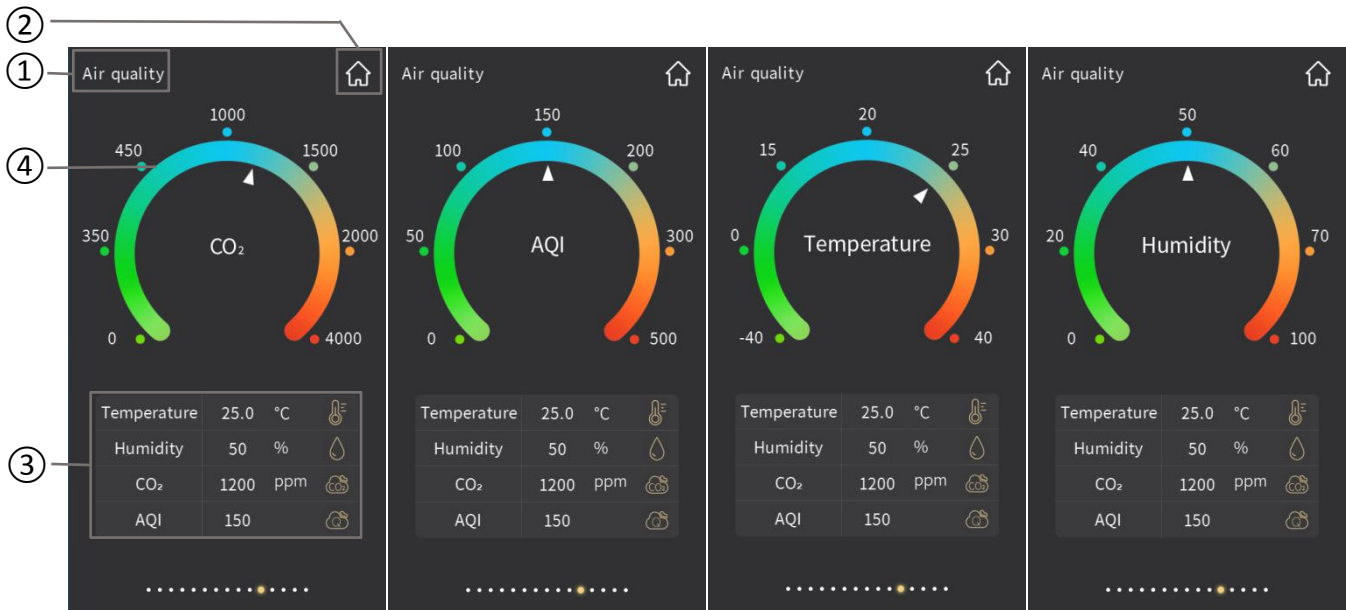 ②
① Air quality
1000
450
1500
④
350
2000
CO₂
0
4000
③
Temperature 25.0 °C
Humidity 50 %
CO₂ 1200 ppm
AQI 150
Air quality
150
100
200
50
300
AQI
0
500
Temperature 25.0 °C
Humidity 50 %
CO₂ 1200 ppm
AQI 150
Air quality
20
15
25
0
30
Temperature
-40
40
Temperature 25.0 °C
Humidity 50 %
CO₂ 1200 ppm
AQI 150
Air quality
50
40
60
20
70
Humidity
0
100
Temperature 25.0 °C
Humidity 50 %
CO₂ 1200 ppm
AQI 150